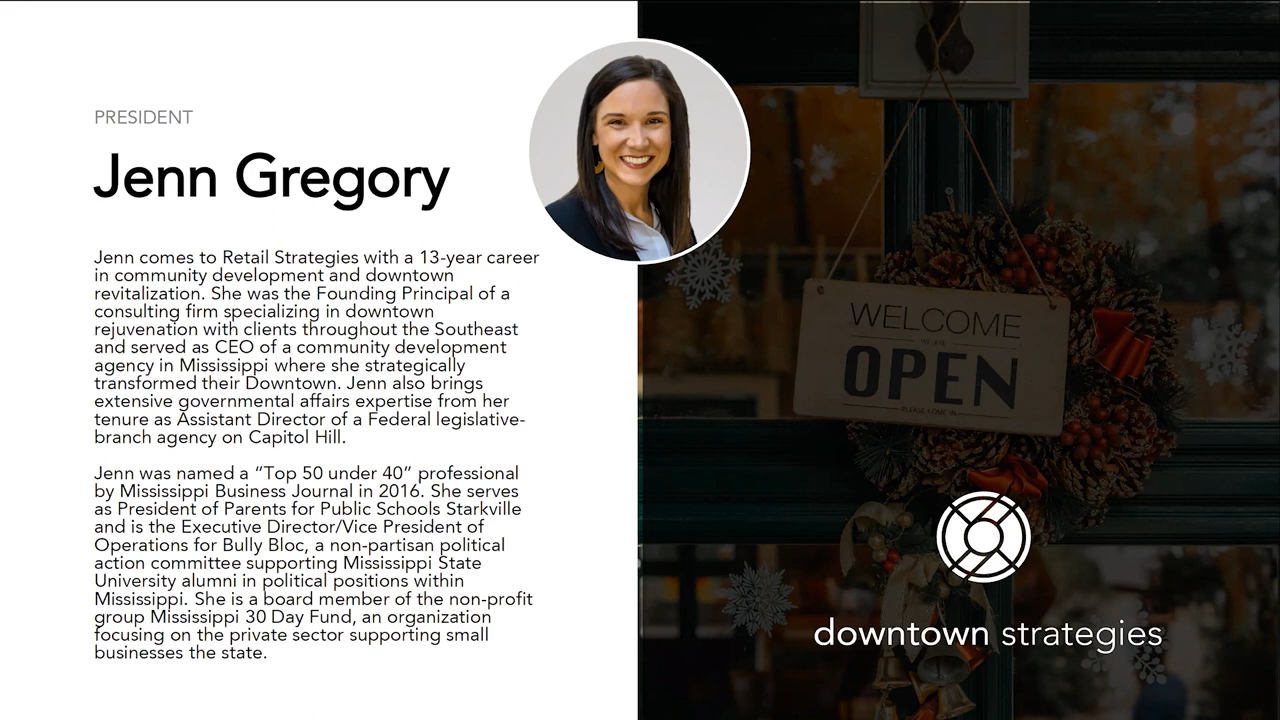 PRESIDENT
Jenn Gregory
Jenn comes to Retail Strategies with a 13-year career
in community development and downtown
revitalization. She was the Founding Principal of a
consulting firm specializing in downtown
rejuvenation with clients throughout the Southeast
and served as CEO of a community development
agency in Mississippi where she strategically
transformed their Downtown. Jenn also brings
extensive governmental affairs expertise from her
tenure as Assistant Director of a Federal legislative-
branch agency on Capitol Hill.
Jenn was named a “Top 50 under 40” professional
by Mississippi Business Journal in 2016. She serves
as President of Parents for Public Schools Starkville
and is the Executive Director/Vice President of
Operations for Bully Bloc, a non-partisan political
action committee supporting Mississippi State
University alumni in political positions within
Mississippi. She is a board member of the non-profit
group Mississippi 30 Day Fund, an organization
focusing on the private sector supporting small
businesses the state.
WELCOME
WE ARE
OPEN
PLEASE COME IN
downtown strategies